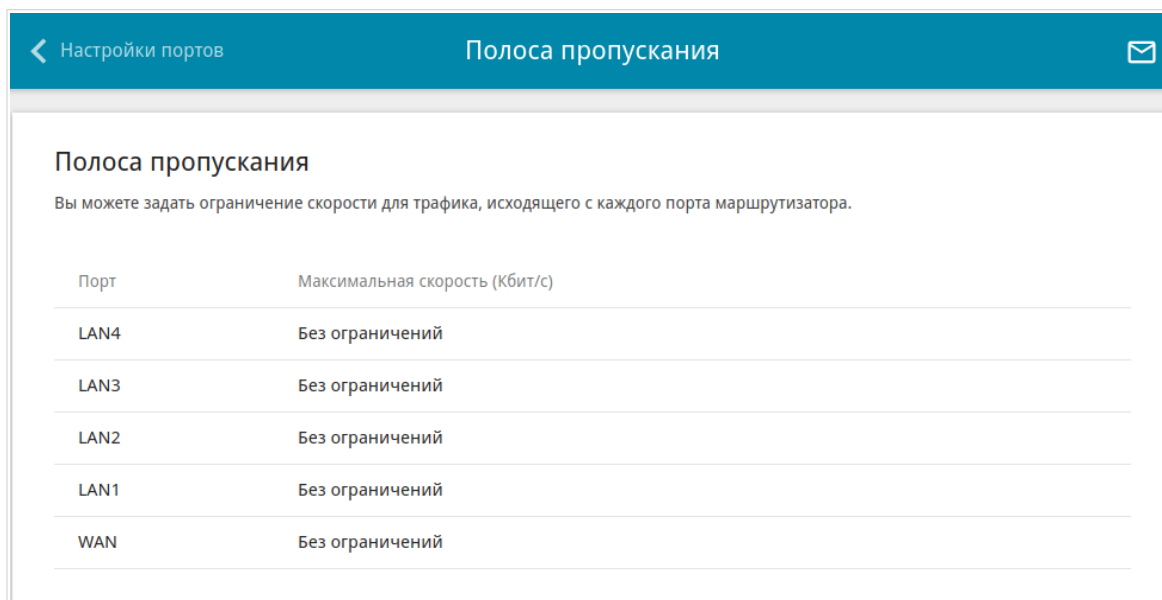 Настройки портов
Полоса пропускания
Полоса пропускания
Вы можете задать ограничение скорости для трафика, исходящего с каждого порта маршрутизатора.
Порт Максимальная скорость (Кбит/с)
LAN4 Без ограничений
LAN3 Без ограничений
LAN2 Без ограничений
LAN1 Без ограничений
WAN Без ограничений